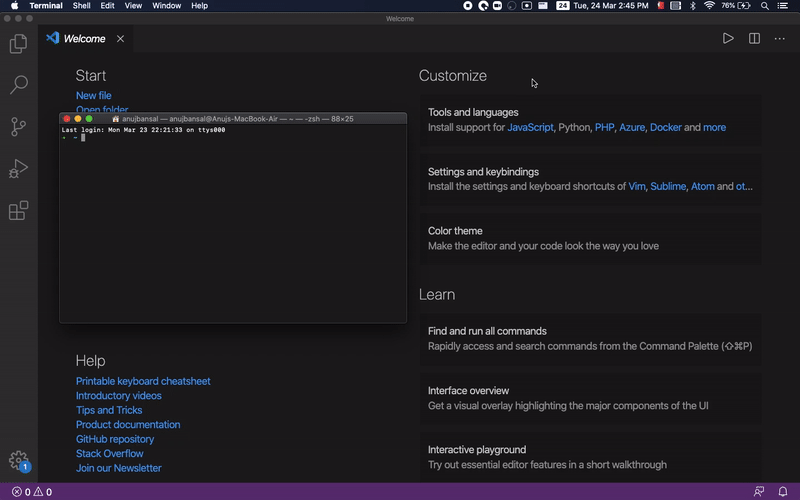 Terminal Shell Edit View Window Help 24 Tue, 24 Mar 2:45 PM 76%
Welcome
Welcome
Start
New file
Open folder
anujbansal — anujbansal@Anujs-MacBook-Air — ~ — -zsh — 88×25
Last login: Mon Mar 23 22:21:33 on ttys000
→ ~
Help
Printable keyboard cheatsheet
Introductory videos
Tips and Tricks
Product documentation
GitHub repository
Stack Overflow
Join our Newsletter
Customize
Tools and languages
Install support for JavaScript, Python, PHP, Azure, Docker and more
Settings and keybindings
Install the settings and keyboard shortcuts of Vim, Sublime, Atom and ot...
Color theme
Make the editor and your code look the way you love
Learn
Find and run all commands
Rapidly access and search commands from the Command Palette (⇧⌘P)
Interface overview
Get a visual overlay highlighting the major components of the UI
Interactive playground
Try out essential editor features in a short walkthrough
1
0 0